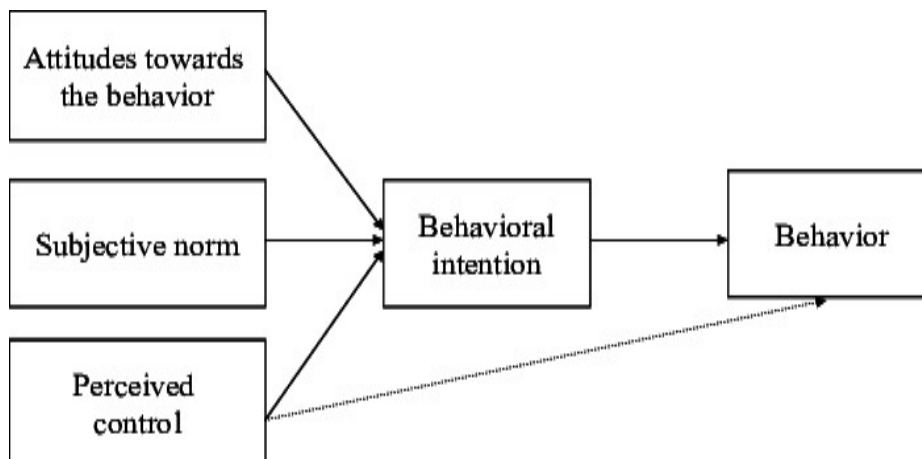 Attitudes towards
the behavior
Subjective norm
Perceived
control
Behavioral
intention
Behavior